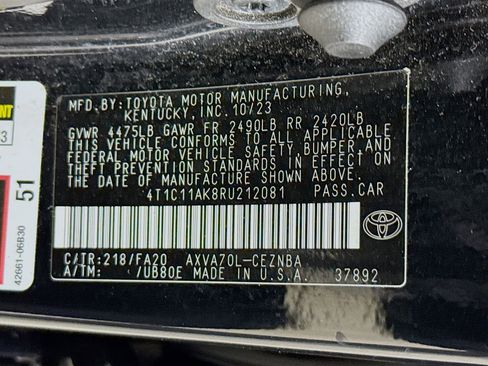 MFD.BY: TOYOTA MOTOR MANUFACTURING,
KENTUCKY, INC. 10/23
GVWR 4475LB GAWR FR 2490LB RR 2420LB
THIS VEHICLE CONFORMS TO ALL APPLICABLE
FEDERAL MOTOR VEHICLE SAFETY, BUMPER, AND
THEFT PREVENTION STANDARDS IN EFFECT ON
THE DATE OF MANUFACTURE SHOWN ABOVE.
4T1C11AK8RU212081 PASS.CAR
C/TR:218/FA20 AXVA70L-CEZNBA
A/TM: /UB80E MADE IN U.S.A. 37892
51
42661-06B30